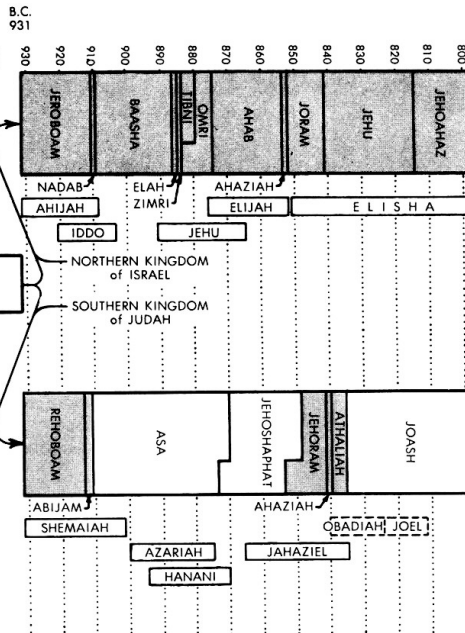 B.C.
931
930
920
910
900
890
880
870
860
850
840
830
820
810
800
JEROBOAM
BAASHA
TIBNI
OMRI
AHAB
JORAM
JEHU
JEHOAHAZ
NADAB
ELAH
ZIMRI
AHAZIAH
AHIJAH
ELIJAH
ELISHA
IDDO
JEHU
NORTHERN KINGDOM
of ISRAEL
SOUTHERN KINGDOM
of JUDAH
REHOBOAM
ASA
JEHOSHAPHAT
JEHORAM
ATHALIAH
JOASH
ABIJAM
AHAZIAH
SHEMAIAH
OBADIAH
JOEL
AZARIAH
JAHAZIEL
HANANI